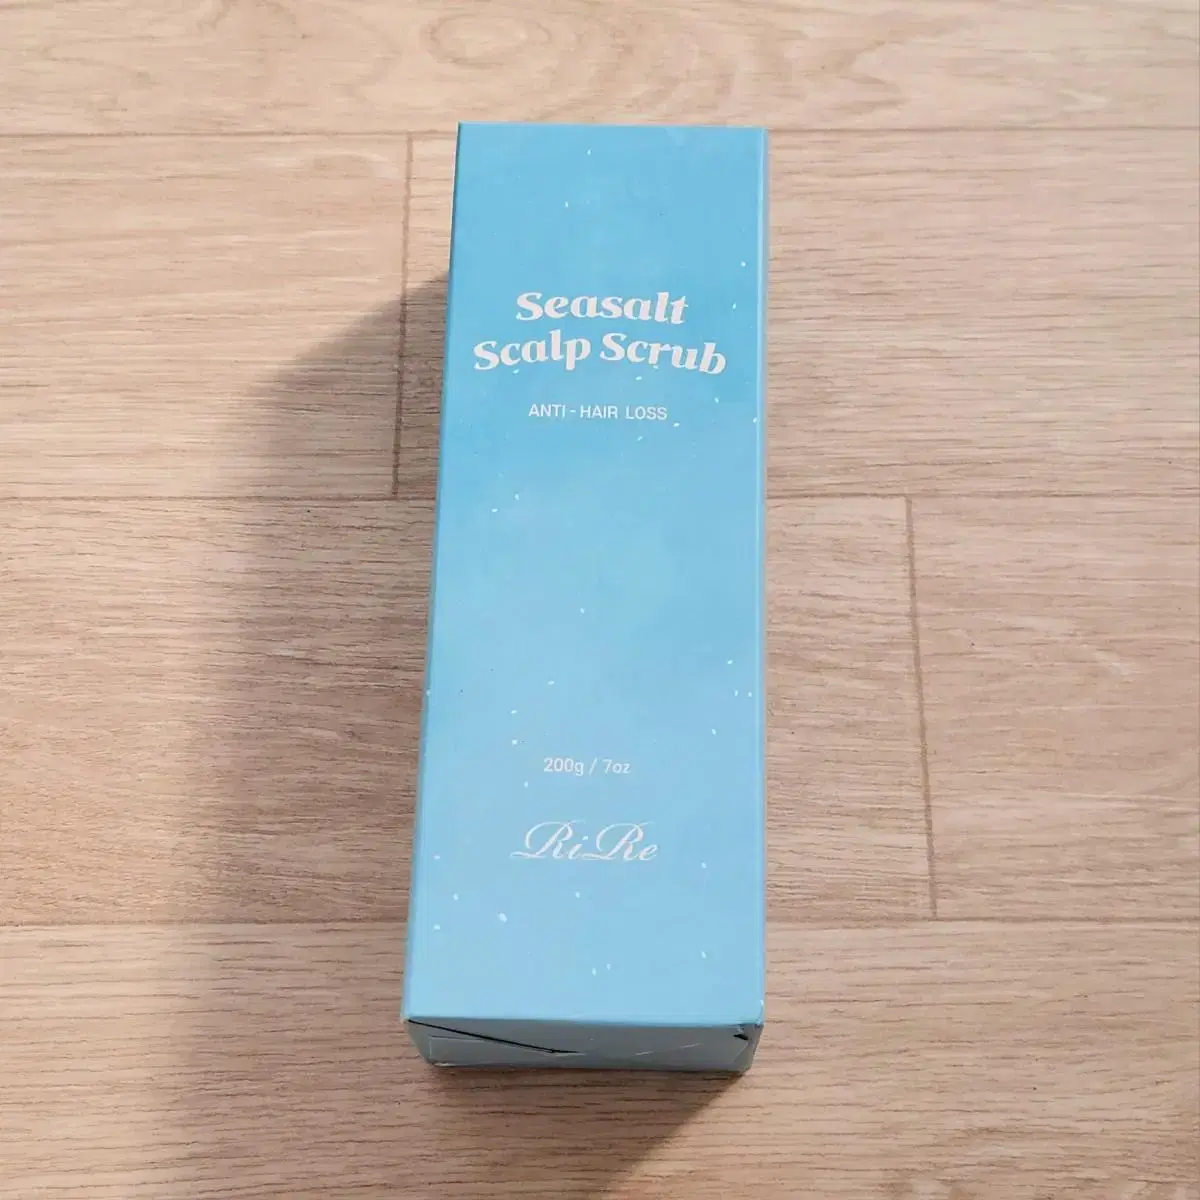 Seasalt
Scalp Scrub
ANTI - HAIR LOSS
200g / 7oz
RiRe